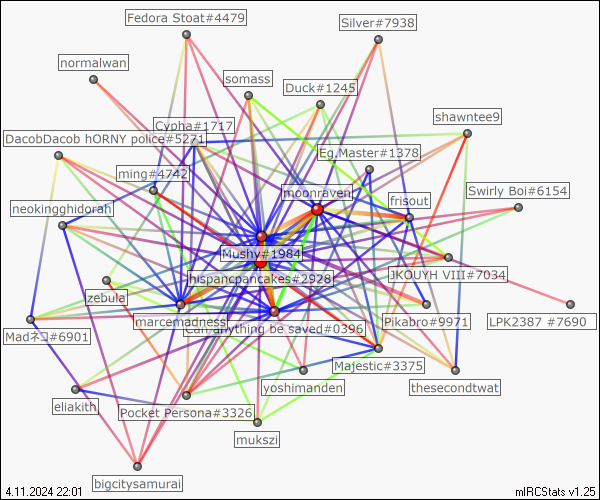 Fedora Stoat#4479
Silver#7938
normalwan
somass
Duck#1245
shawntee9
Cypha#1717
DacobDacob hORNY police#5271
Eg.Master#1378
ming#4742
moonraven
Swirly Boi#6154
frisout
neokingghidorah
Mushy#1984
JKOUYH VIII#7034
hispancpancakes#2928
zebula
marcemadness
can anything be saved#0396
Pikabro#9971
LPK2387 #7690
Madネコ#6901
Majestic#3375
yoshimanden
thesecondtwat
eliakith
Pocket Persona#3326
mukszi
bigcitysamurai
4.11.2024 22:01
mIRCStats v1.25